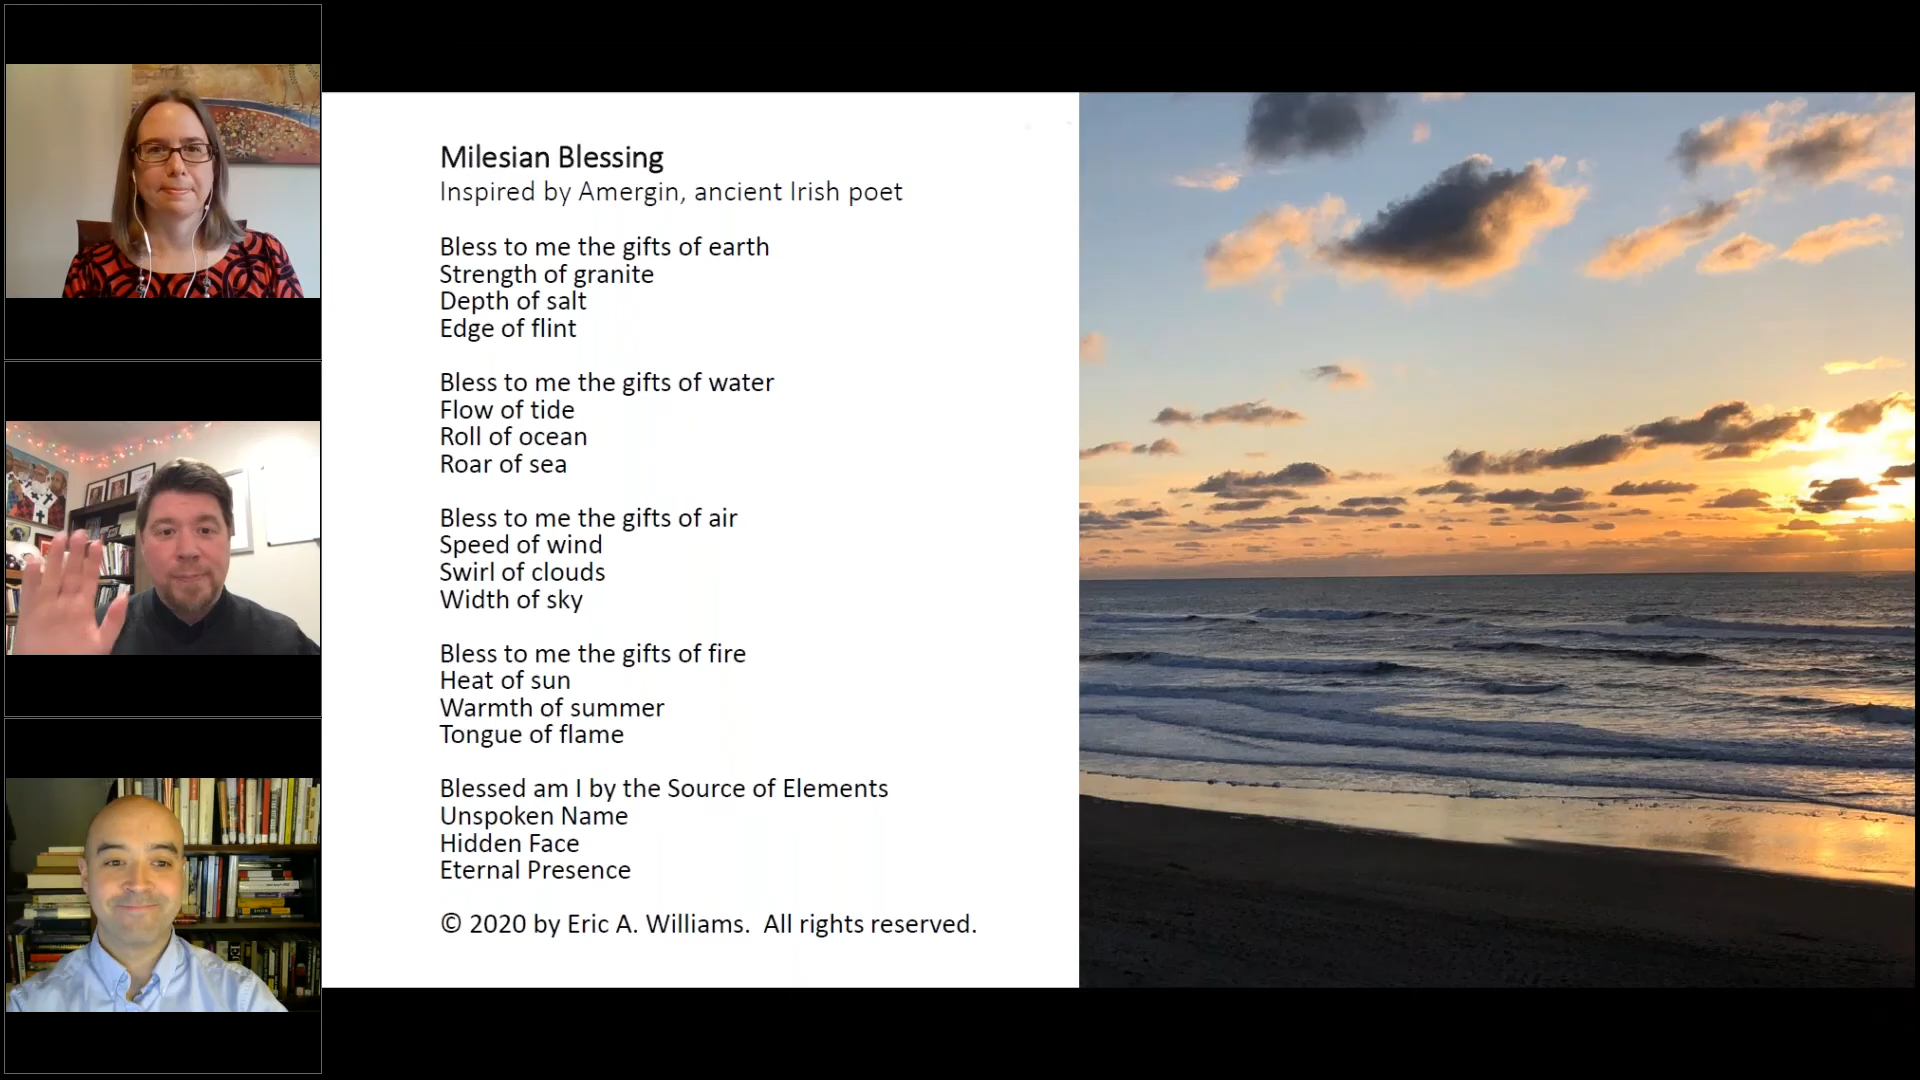 Milesian Blessing
Inspired by Amergin, ancient Irish poet
Bless to me the gifts of earth
Strength of granite
Depth of salt
Edge of flint
Bless to me the gifts of water
Flow of tide
Roll of ocean
Roar of sea
Bless to me the gifts of air
Speed of wind
Swirl of clouds
Width of sky
Bless to me the gifts of fire
Heat of sun
Warmth of summer
Tongue of flame
Blessed am I by the Source of Elements
Unspoken Name
Hidden Face
Eternal Presence
© 2020 by Eric A. Williams.  All rights reserved.